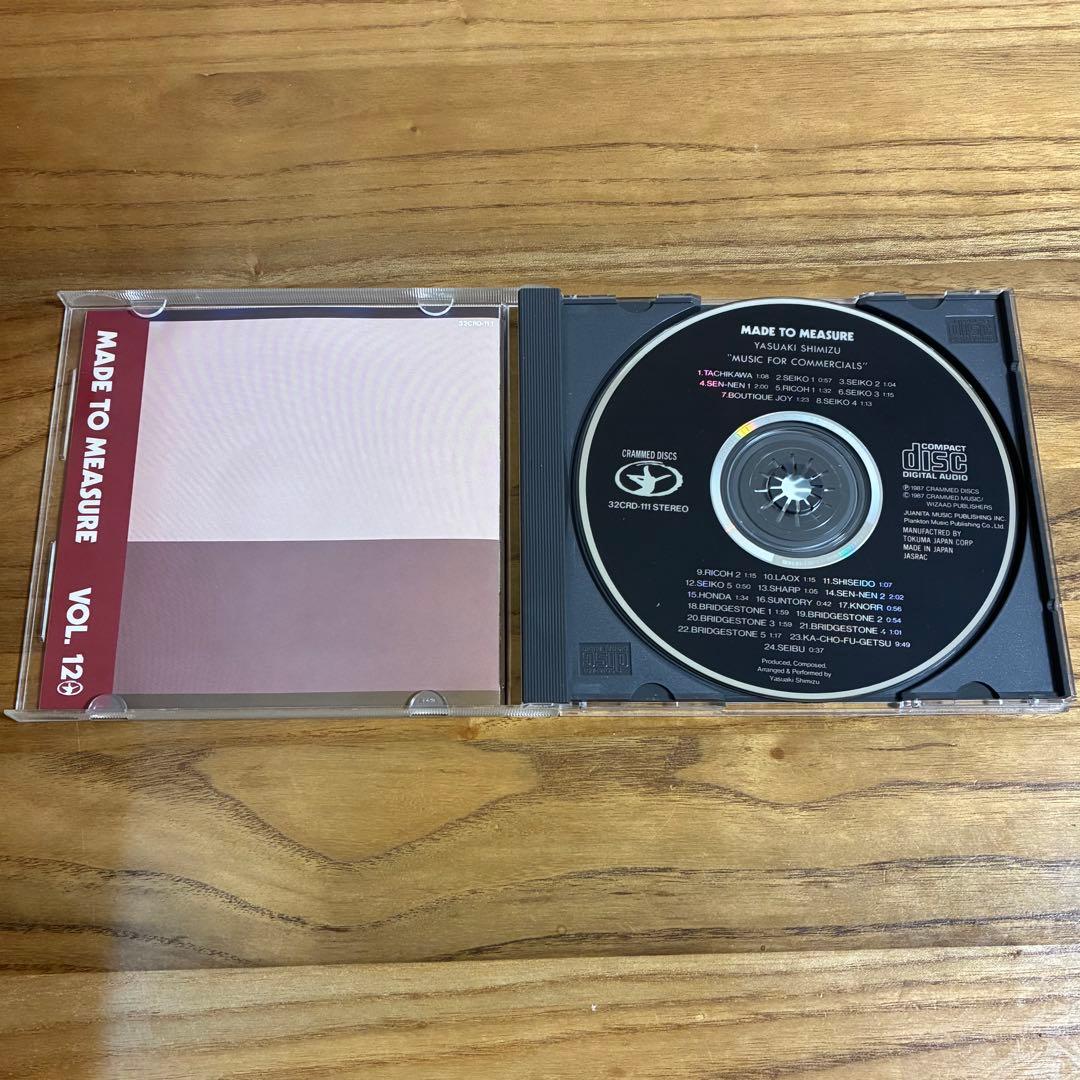 MADE TO MEASURE VOL. 12
32CRD-111
MADE TO MEASURE
YASUAKI SHIMIZU
"MUSIC FOR COMMERCIALS"
1.TACHIKAWA 1:08 2.SEIKO 1 0:57 3.SEIKO 2 1:04
4.SEN-NEN 1 2:00 5.RICOH 1 1:32 6.SEIKO 3 1:15
7.BOUTIQUE JOY 1:23 8.SEIKO 4 1:13
CRAMMED DISCS
32CRD-111 STEREO
COMPACT
disc
DIGITAL AUDIO
Ⓟ1987 CRAMMED DISCS
©1987 CRAMMED MUSIC/
WIZAAD PUBLISHERS
JUANITA MUSIC PUBLISHING INC.
Plankton Music Publishing Co., Ltd.
MANUFACTRED BY
TOKUMA JAPAN CORP.
MADE IN JAPAN
JASRAC
9.RICOH 2 1:15 10.LAOX 1:15 11.SHISEIDO 1:07
12.SEIKO 5 0:50 13.SHARP 1:05 14.SEN-NEN 2 2:02
15.HONDA 1:34 16.SUNTORY 0:42 17.KNORR 0:56
18.BRIDGESTONE 1 1:59 19.BRIDGESTONE 2 0:54
20.BRIDGESTONE 3 1:59 21.BRIDGESTONE 4 1:01
22.BRIDGESTONE 5 1:17 23.KA-CHO-FU-GETSU 9:49
24.SEIBU 0:37
Produced, Composed,
Arranged & Performed by
Yasuaki Shimizu